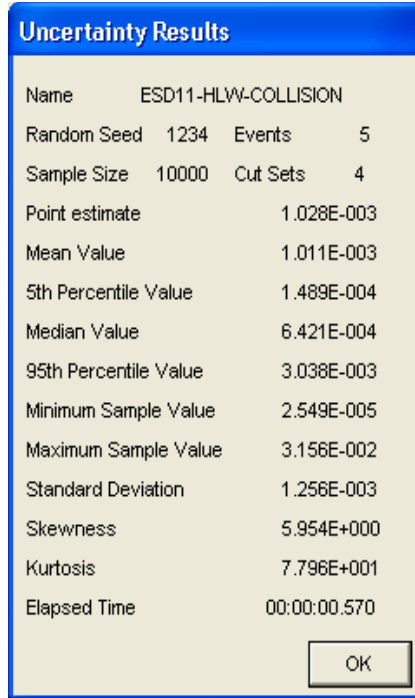 Uncertainty Results
Name ESD11-HLW-COLLISION
Random Seed 1234 Events 5
Sample Size 10000 Cut Sets 4
Point estimate 1.028E-003
Mean Value 1.011E-003
5th Percentile Value 1.489E-004
Median Value 6.421E-004
95th Percentile Value 3.038E-003
Minimum Sample Value 2.549E-005
Maximum Sample Value 3.156E-002
Standard Deviation 1.256E-003
Skewness 5.954E+000
Kurtosis 7.796E+001
Elapsed Time 00:00:00.570
OK